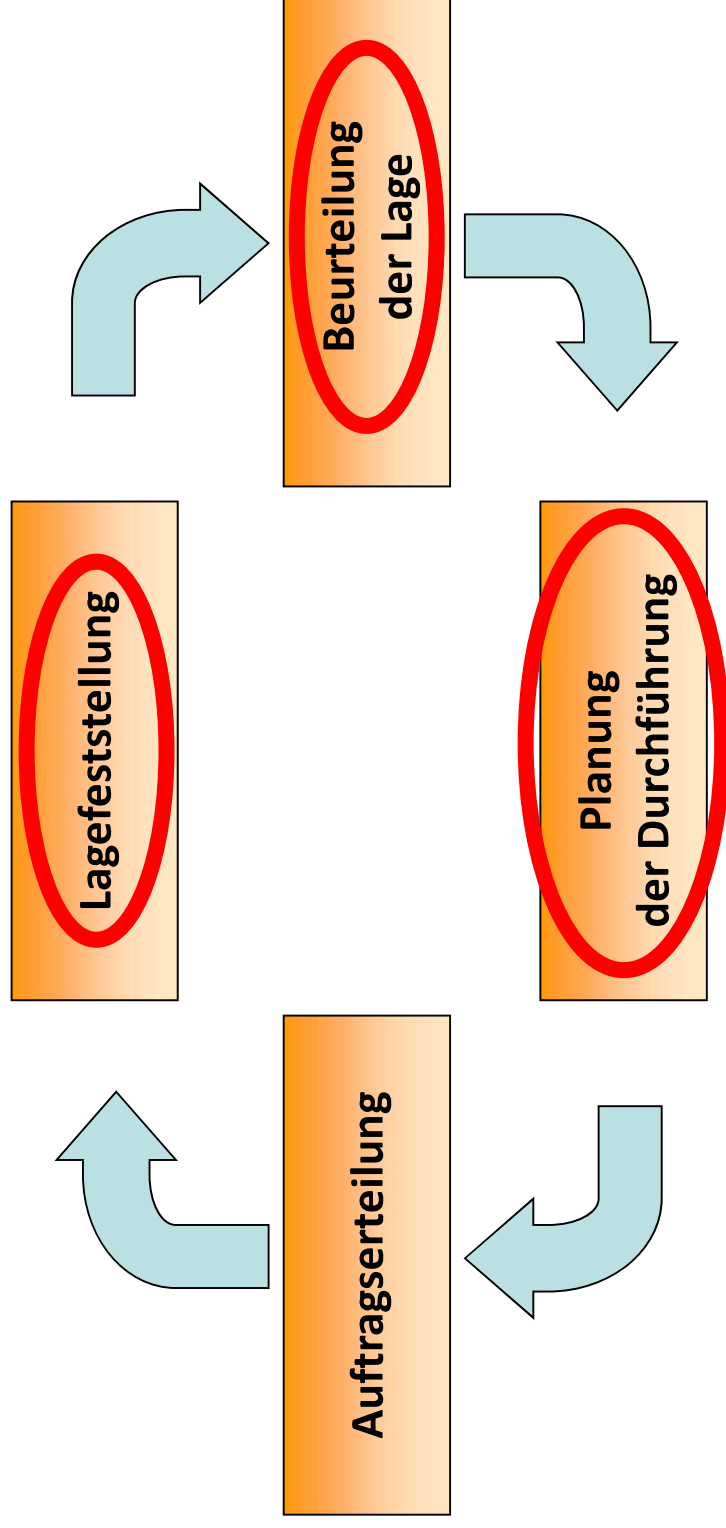 Lagefeststellung
Beurteilung
der Lage
Planung
der Durchführung
Auftragserteilung